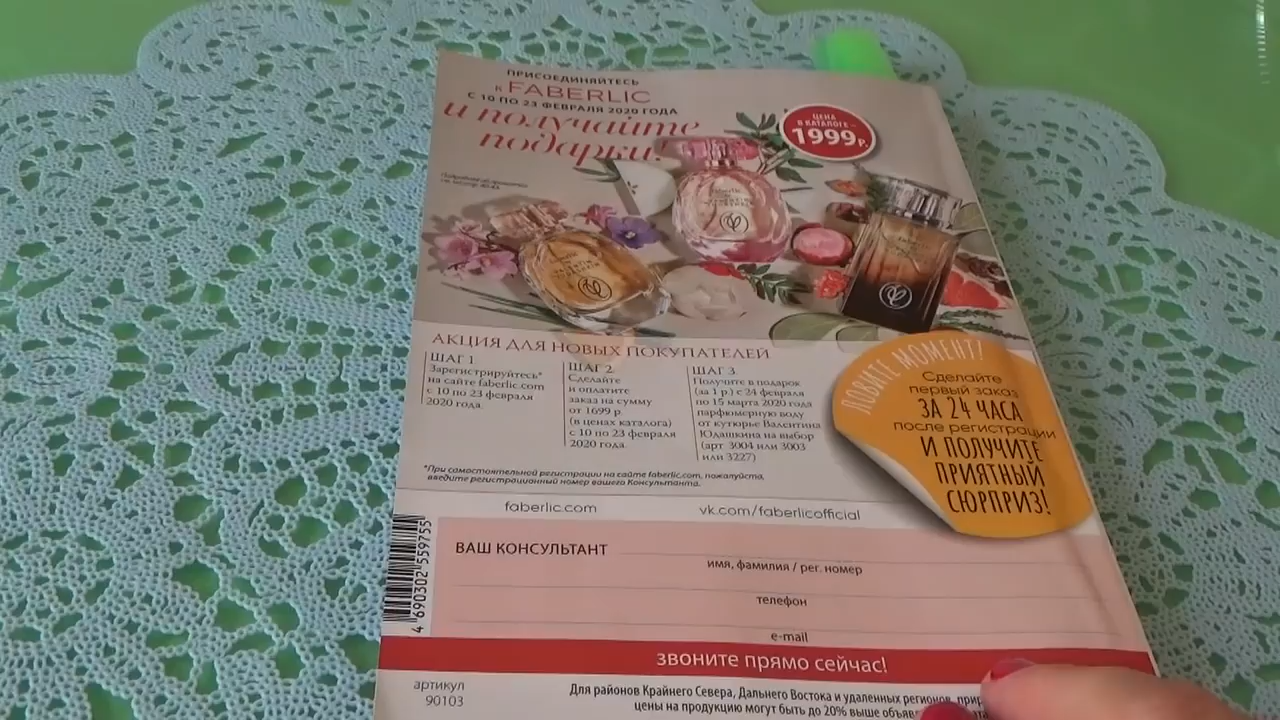 ПРИСОЕДИНЯЙТЕСЬ
к FABERLIC
С 10 ПО 23 ФЕВРАЛЯ 2020 ГОДА
и получайте
подарки!
ЦЕНА
В КАТАЛОГЕ –
1999Р.
АКЦИЯ ДЛЯ НОВЫХ ПОКУПАТЕЛЕЙ
ШАГ 1.
Зарегистрируйтесь*
на сайте faberlic.com
с 10 по 23 февраля
2020 года.
ШАГ 2.
Сделайте
и оплатите
заказ на сумму
от 1699 р.
(в ценах каталога)
с 10 по 23 февраля
2020 года.
ШАГ 3.
Получите в подарок
(за 1 р.) с 24 февраля
по 15 марта 2020 года
парфюмерную воду
от кутюрье Валентина
Юдашкина на выбор
(арт. 3004 или 3003
или 3227)
ЛОВИТЕ МОМЕНТ!
Сделайте
первый заказ
ЗА 24 ЧАСА
после регистрации
И ПОЛУЧИТЕ
ПРИЯТНЫЙ
СЮРПРИЗ!
*При самостоятельной регистрации на сайте faberlic.com, пожалуйста,
введите регистрационный номер вашего Консультанта.
faberlic.com
vk.com/faberlicofficial
4 690302 559755
ВАШ КОНСУЛЬТАНТ
имя, фамилия / рег. номер
телефон
e-mail
звоните прямо сейчас!
артикул
90103
Для районов Крайнего Севера, Дальнего Востока и удаленных регионов
цены на продукцию могут быть до 20% выше